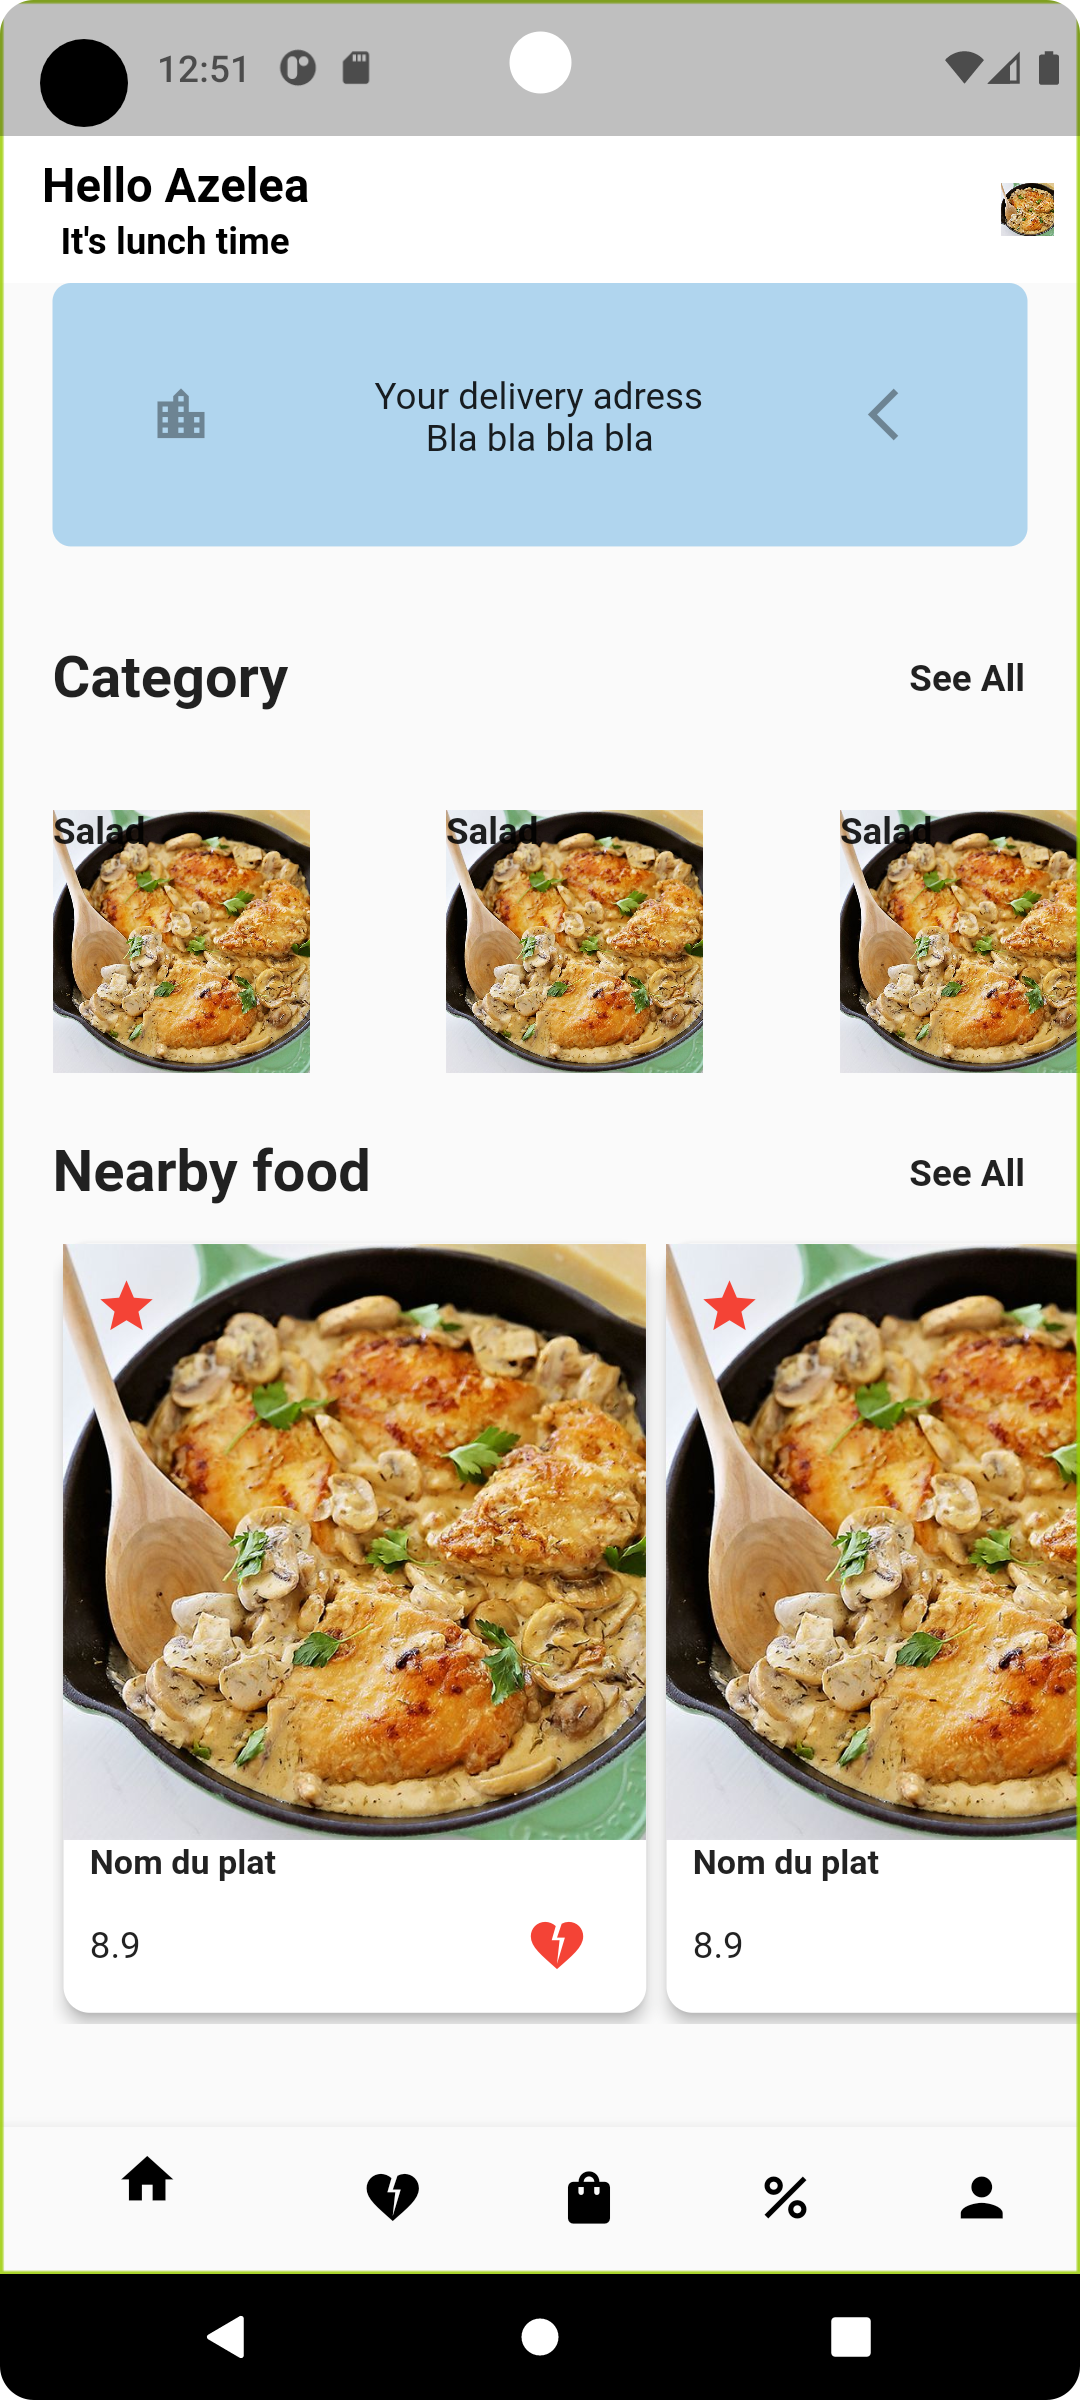 12:51
Hello Azelea
It's lunch time
Your delivery adress
Bla bla bla bla
Category
See All
Salad
Salad
Salad
Nearby food
See All
Nom du plat
Nom du plat
8.9
8.9